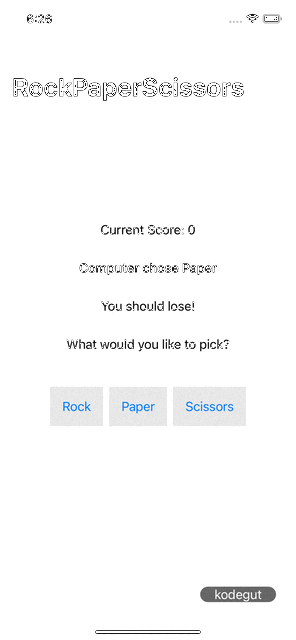 6:26
RockPaperScissors
Current Score: 0
Computer chose Paper
You should lose!
What would you like to pick?
Rock Paper Scissors
kodegut